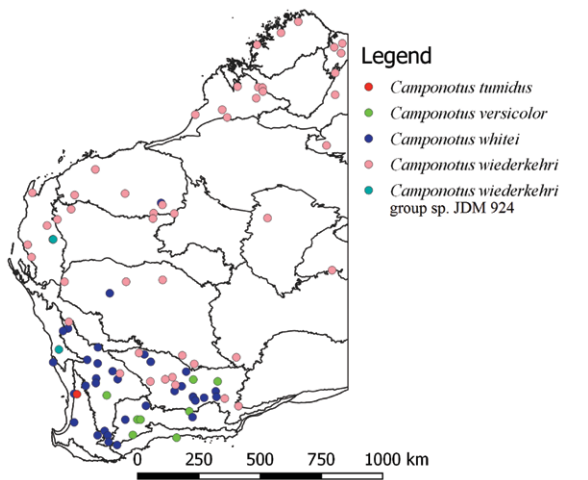 Legend
Camponotus tumidus
Camponotus versicolor
Camponotus whitei
Camponotus wiederkehri
Camponotus wiederkehri
group sp. JDM 924
0 250 500 750 1000 km